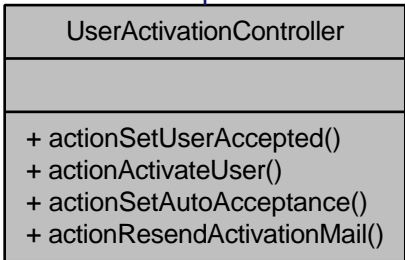 UserActivationController
+ actionSetUserAccepted()
+ actionActivateUser()
+ actionSetAutoAcceptance()
+ actionResendActivationMail()